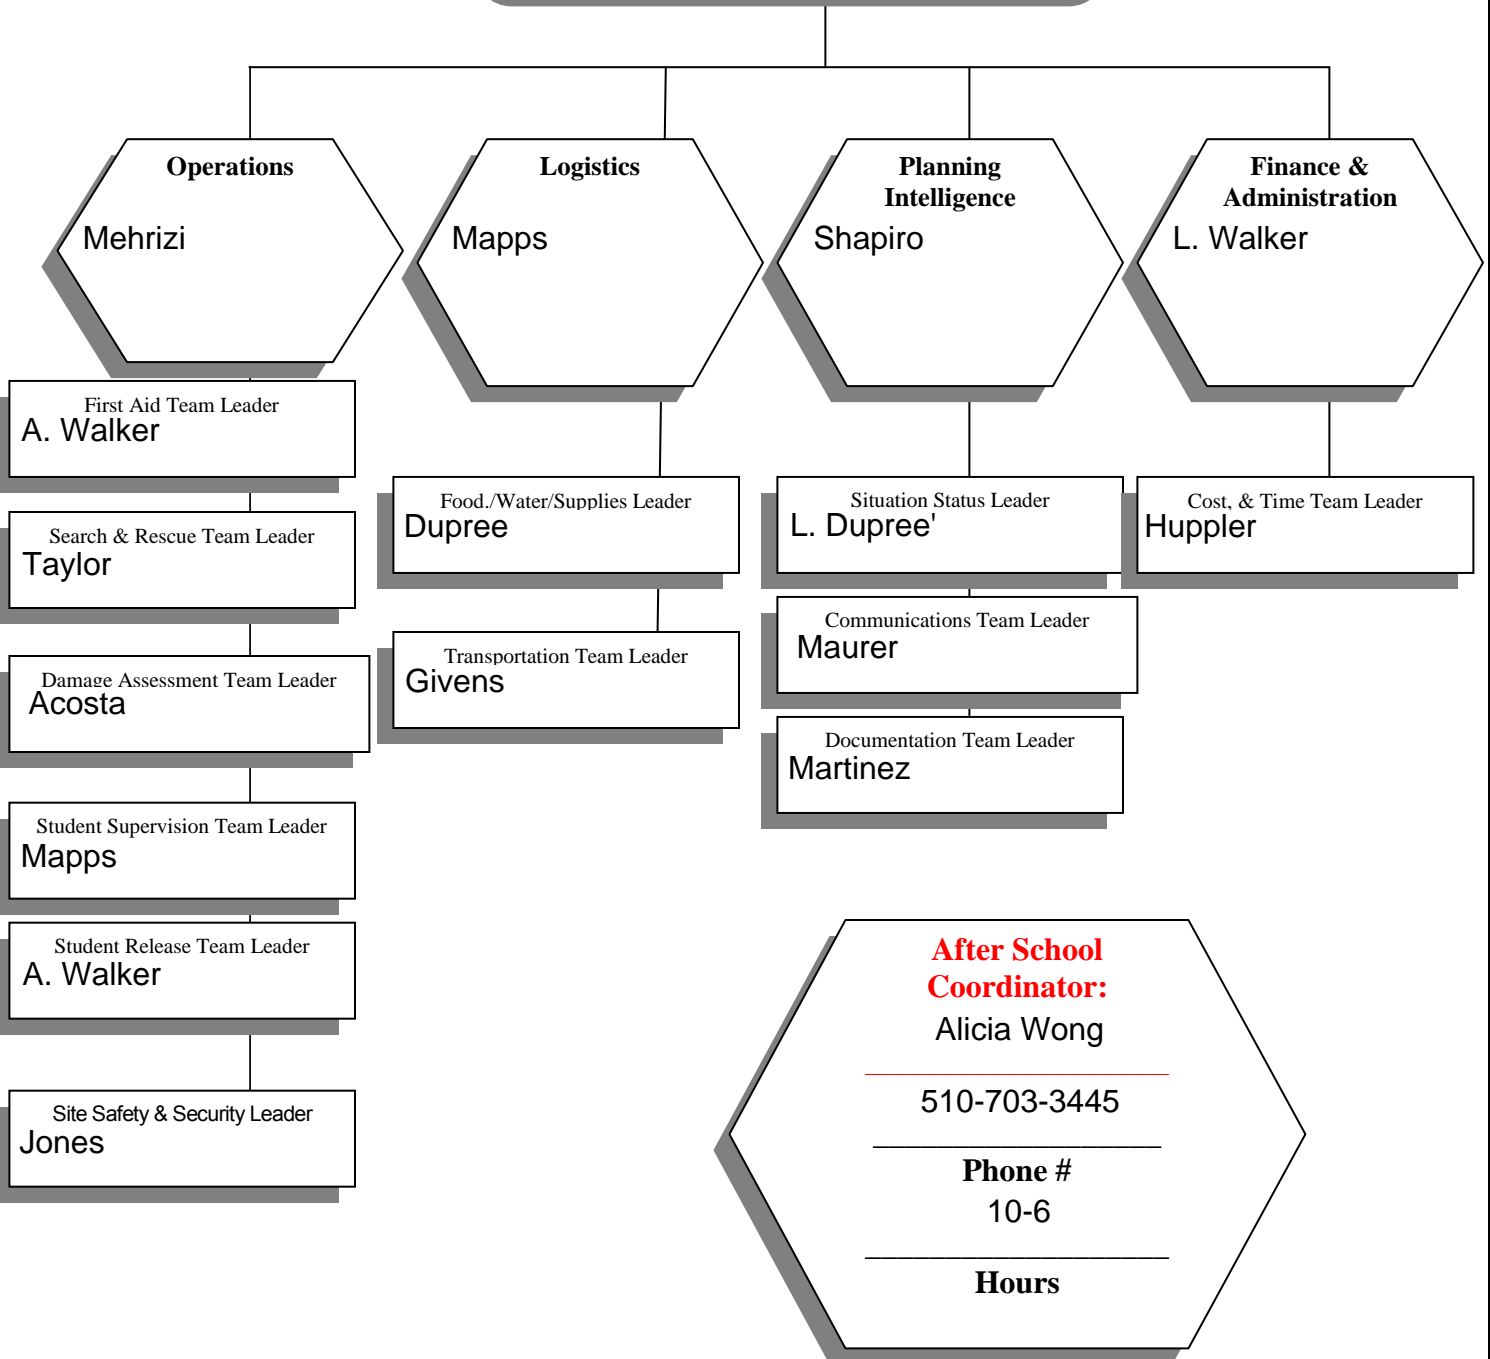 Operations
Mehrizi
Logistics
Mapps
Planning
Intelligence
Shapiro
Finance &
Administration
L. Walker
First Aid Team Leader
A. Walker
Search & Rescue Team Leader
Taylor
Damage Assessment Team Leader
Acosta
Student Supervision Team Leader
Mapps
Student Release Team Leader
A. Walker
Site Safety & Security Leader
Jones
Food./Water/Supplies Leader
Dupree
Transportation Team Leader
Givens
Situation Status Leader
L. Dupree'
Communications Team Leader
Maurer
Documentation Team Leader
Martinez
Cost, & Time Team Leader
Huppler
After School
Coordinator:
Alicia Wong
510-703-3445
Phone #
10-6
Hours